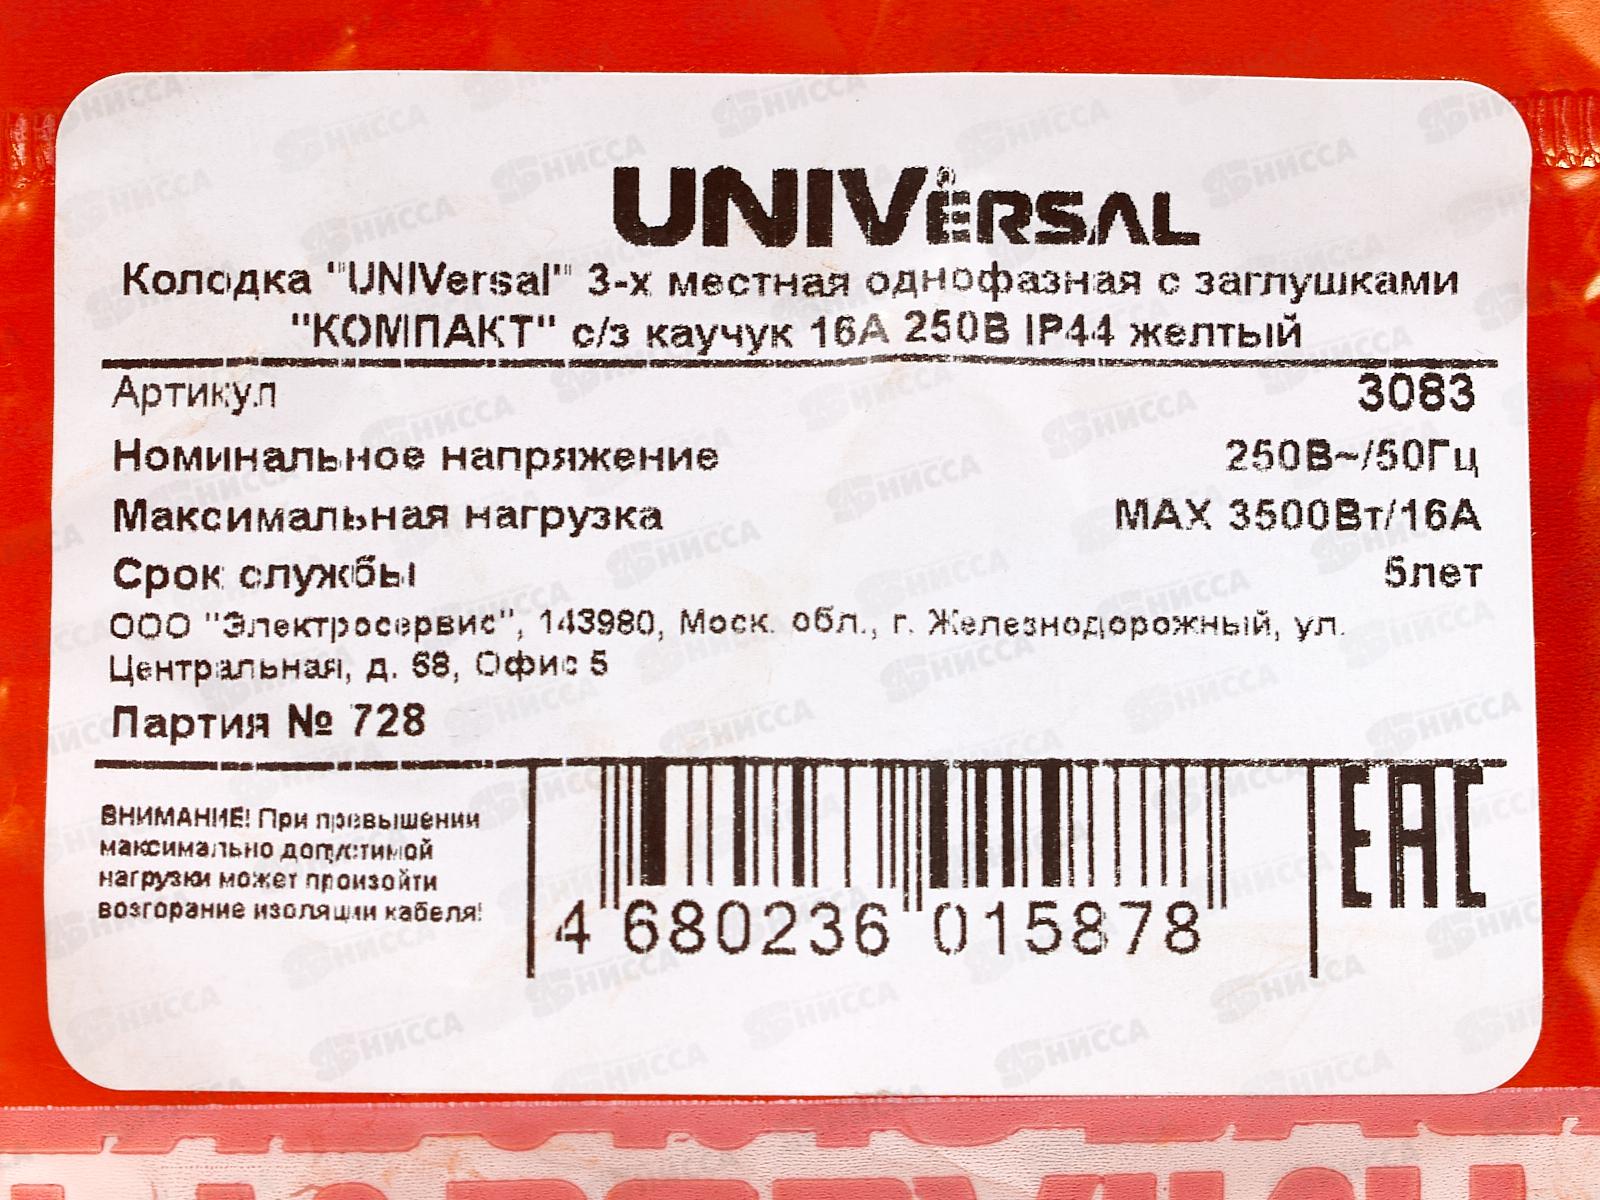 UNIVERSAL
Колодка "UNIVersal" 3-х местная однофазная с заглушками
"КОМПАКТ" с/з каучук 16А 250В IP44 желтый
Артикул 3083
Номинальное напряжение 250В~/50Гц
Максимальная нагрузка MAX 3500Вт/16А
Срок службы 5лет
ООО "Электросервис", 143980, Моск. обл., г. Железнодорожный, ул.
Центральная, д. 68, Офис 5
Партия № 728
ВНИМАНИЕ! При превышении
максимально допустимой
нагрузки может произойти
возгорание изоляции кабеля!
4 680236 015878
ЕАС
НИССА